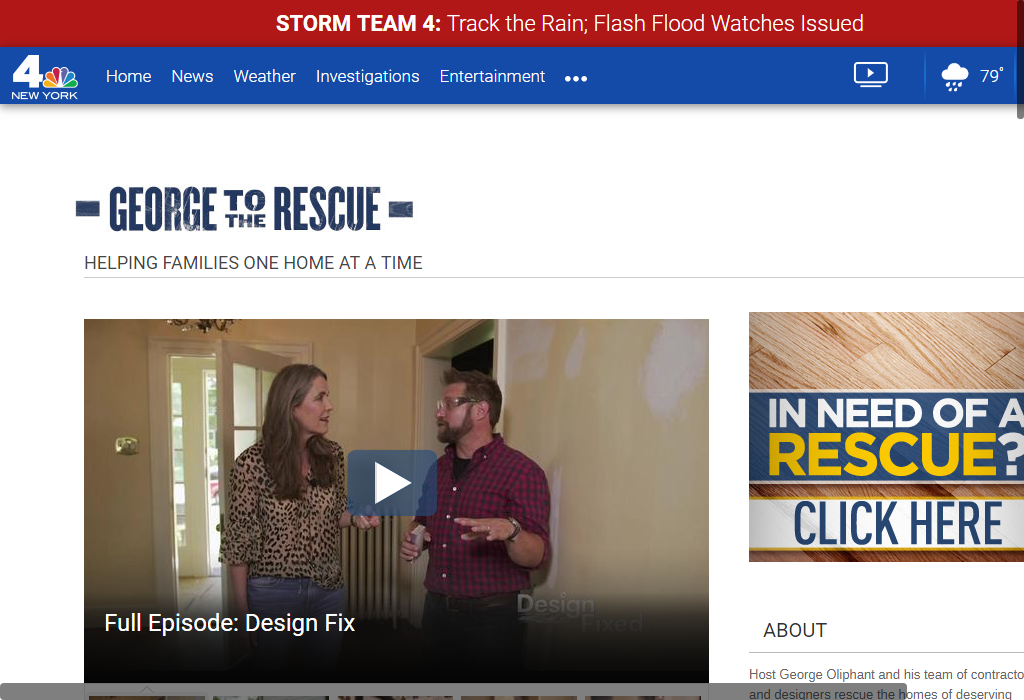 STORM TEAM 4: Track the Rain; Flash Flood Watches Issued
4
NEW YORK
Home News Weather Investigations Entertainment
79°
GEORGE TO THE RESCUE
HELPING FAMILIES ONE HOME AT A TIME
Design
Fixed
Full Episode: Design Fix
IN NEED OF A
RESCUE?
CLICK HERE
ABOUT
Host George Oliphant and his team of contracto
and designers rescue the homes of deserving